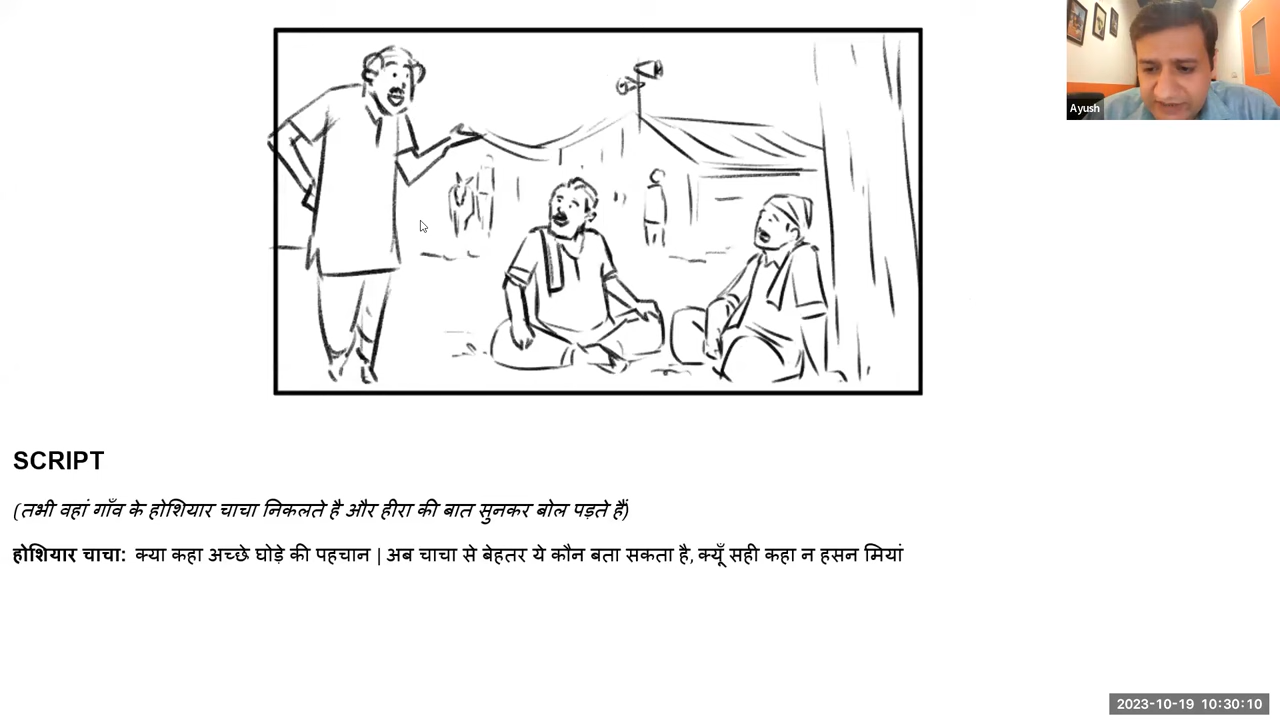 Ayush
SCRIPT
(तभी वहां गाँव के होशियार चाचा निकलते है और हीरा की बात सुनकर बोल पड़ते हैं)
होशियार चाचा: क्या कहा अच्छे घोड़े की पहचान | अब चाचा से बेहतर ये कौन बता सकता है, क्यूँ सही कहा न हसन मियां
2023-10-19 10:30:10